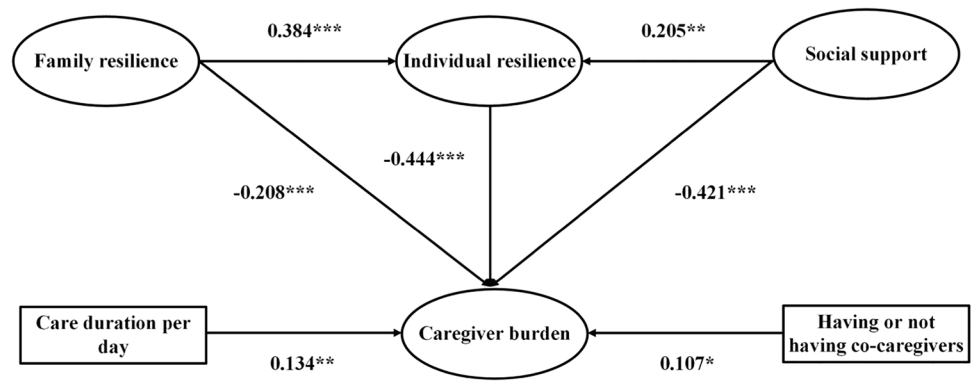 0.384***
0.205**
Family resilience
Individual resilience
Social support
-0.444***
-0.208***
-0.421***
Care duration per
day
Caregiver burden
Having or not
having co-caregivers
0.134**
0.107*